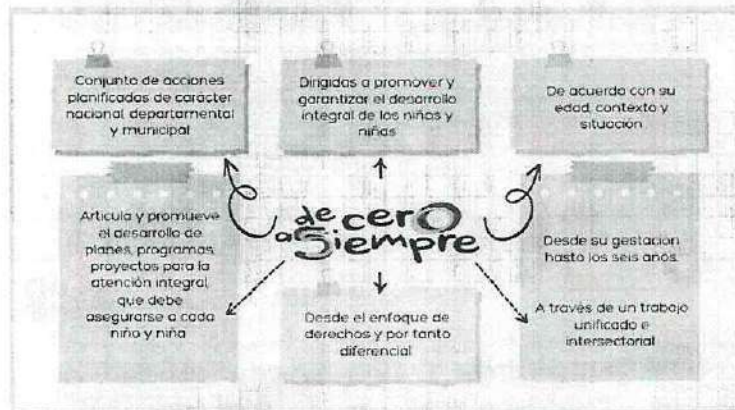 Conjunto de acciones
planificadas de carácter
nacional, departamental
y municipal
Dirigidas a promover y
garantizar el desarrollo
integral de los niños y
niñas
De acuerdo con su
edad, contexto y
situación
Articula y promueve
el desarrollo de
planes, programas
proyectos para la
atención integral,
que debe
asegurarse a cada
niño y niña
de cero
a Siempre
Desde el enfoque de
derechos y por tanto
diferencial
Desde su gestación
hasta los seis años.
A través de un trabajo
unificado e
intersectorial